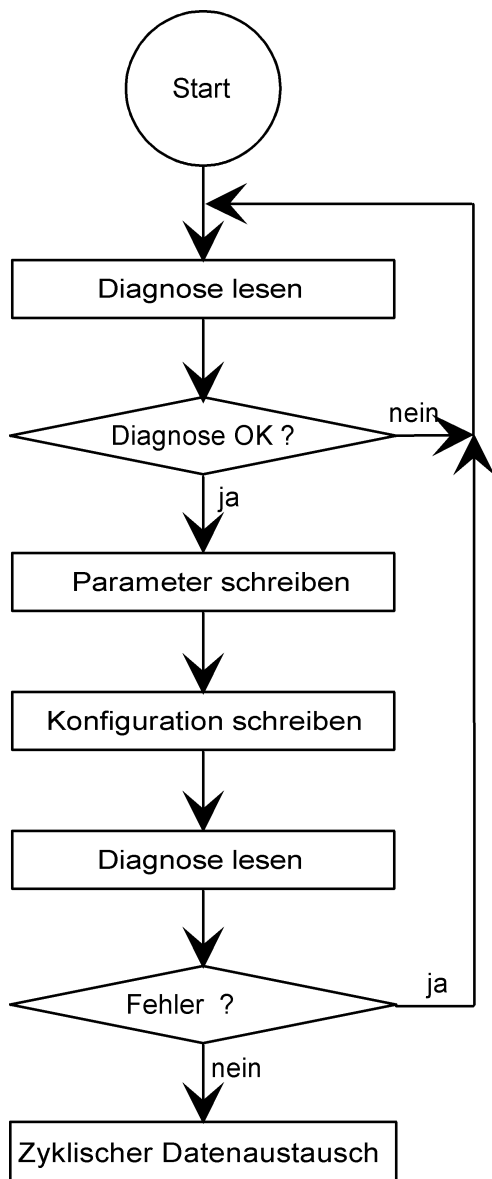 Start
Diagnose lesen
nein
Diagnose OK ?
ja
Parameter schreiben
Konfiguration schreiben
Diagnose lesen
ja
Fehler ?
nein
Zyklischer Datenaustausch